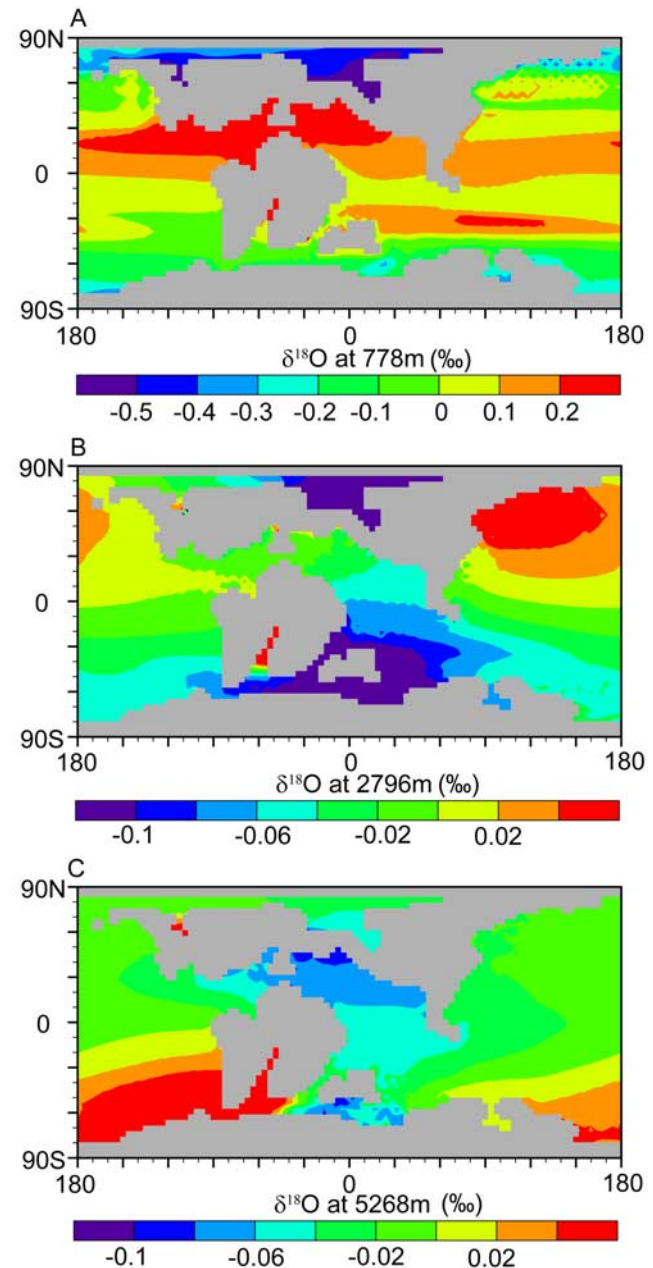 A
90N
0
90S
180 0 180
δ¹⁸O at 778m (‰)
-0.5 -0.4 -0.3 -0.2 -0.1 0 0.1 0.2
B
90N
0
90S
180 0 180
δ¹⁸O at 2796m (‰)
-0.1 -0.06 -0.02 0.02
C
90N
0
90S
180 0 180
δ¹⁸O at 5268m (‰)
-0.1 -0.06 -0.02 0.02